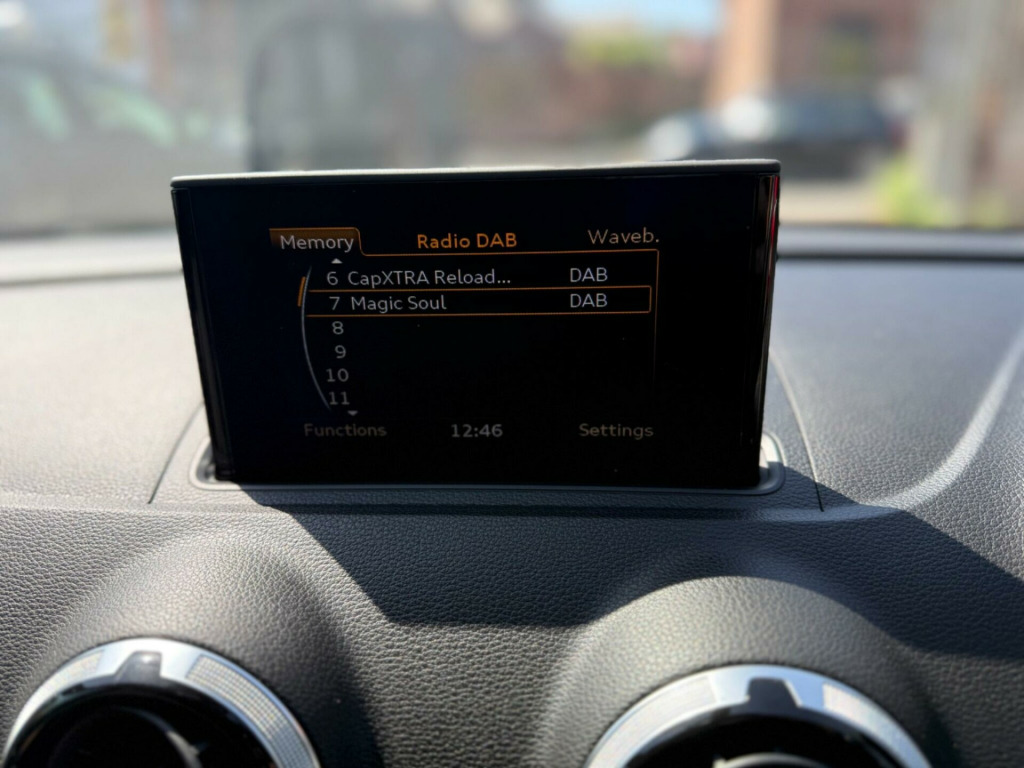 Memory Radio DAB Waveb.
6 CapXTRA Reload... DAB
7 Magic Soul DAB
8
9
10
11
Functions 12:46 Settings